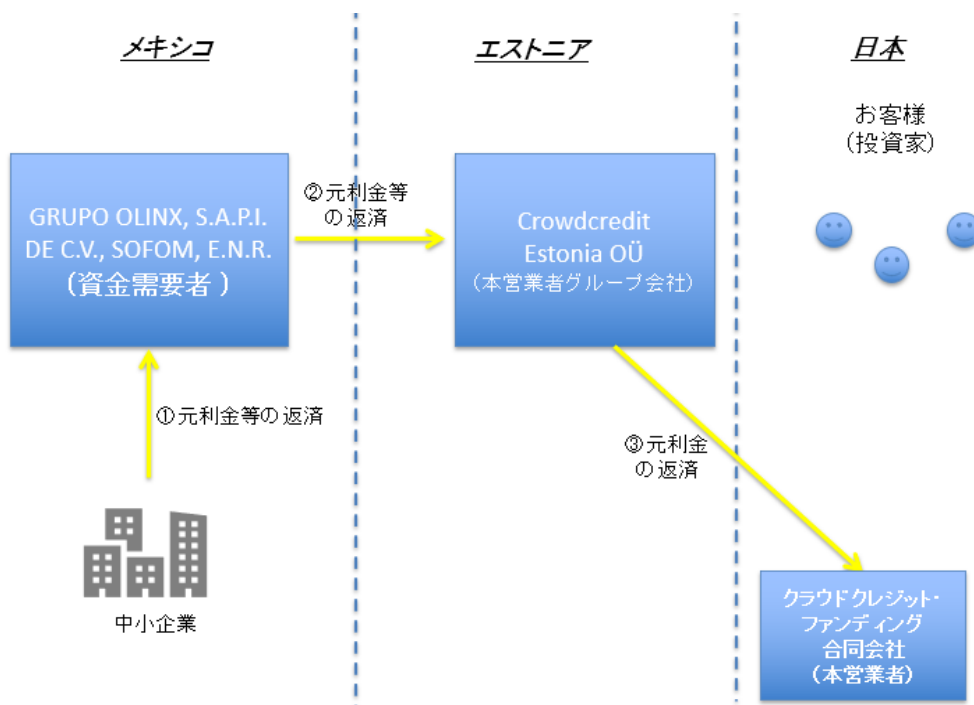 メキシコ
エストニア
日本
お客様
(投資家)
GRUPO OLINX, S.A.P.I.
DE C.V., SOFOM, E.N.R.
(資金需要者 )
②元利金等
の返済
Crowdcredit
Estonia OÜ
(本営業者グループ会社)
①元利金等の返済
③元利金
の返済
中小企業
クラウドクレジット・
ファンディング
合同会社
(本営業者)